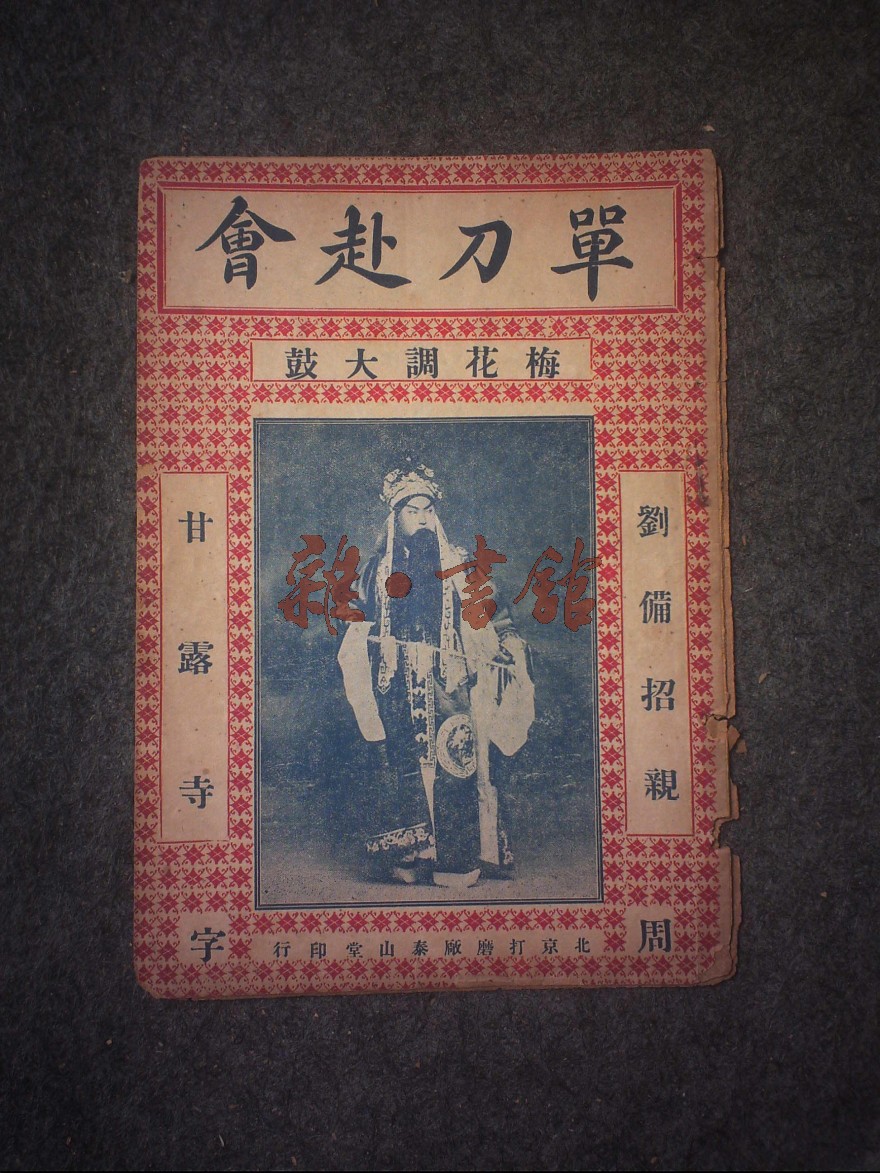 單刀赴會
梅花調大鼓
劉備招親
甘露寺
雜·書館
周
字
北京打磨廠泰山堂印行